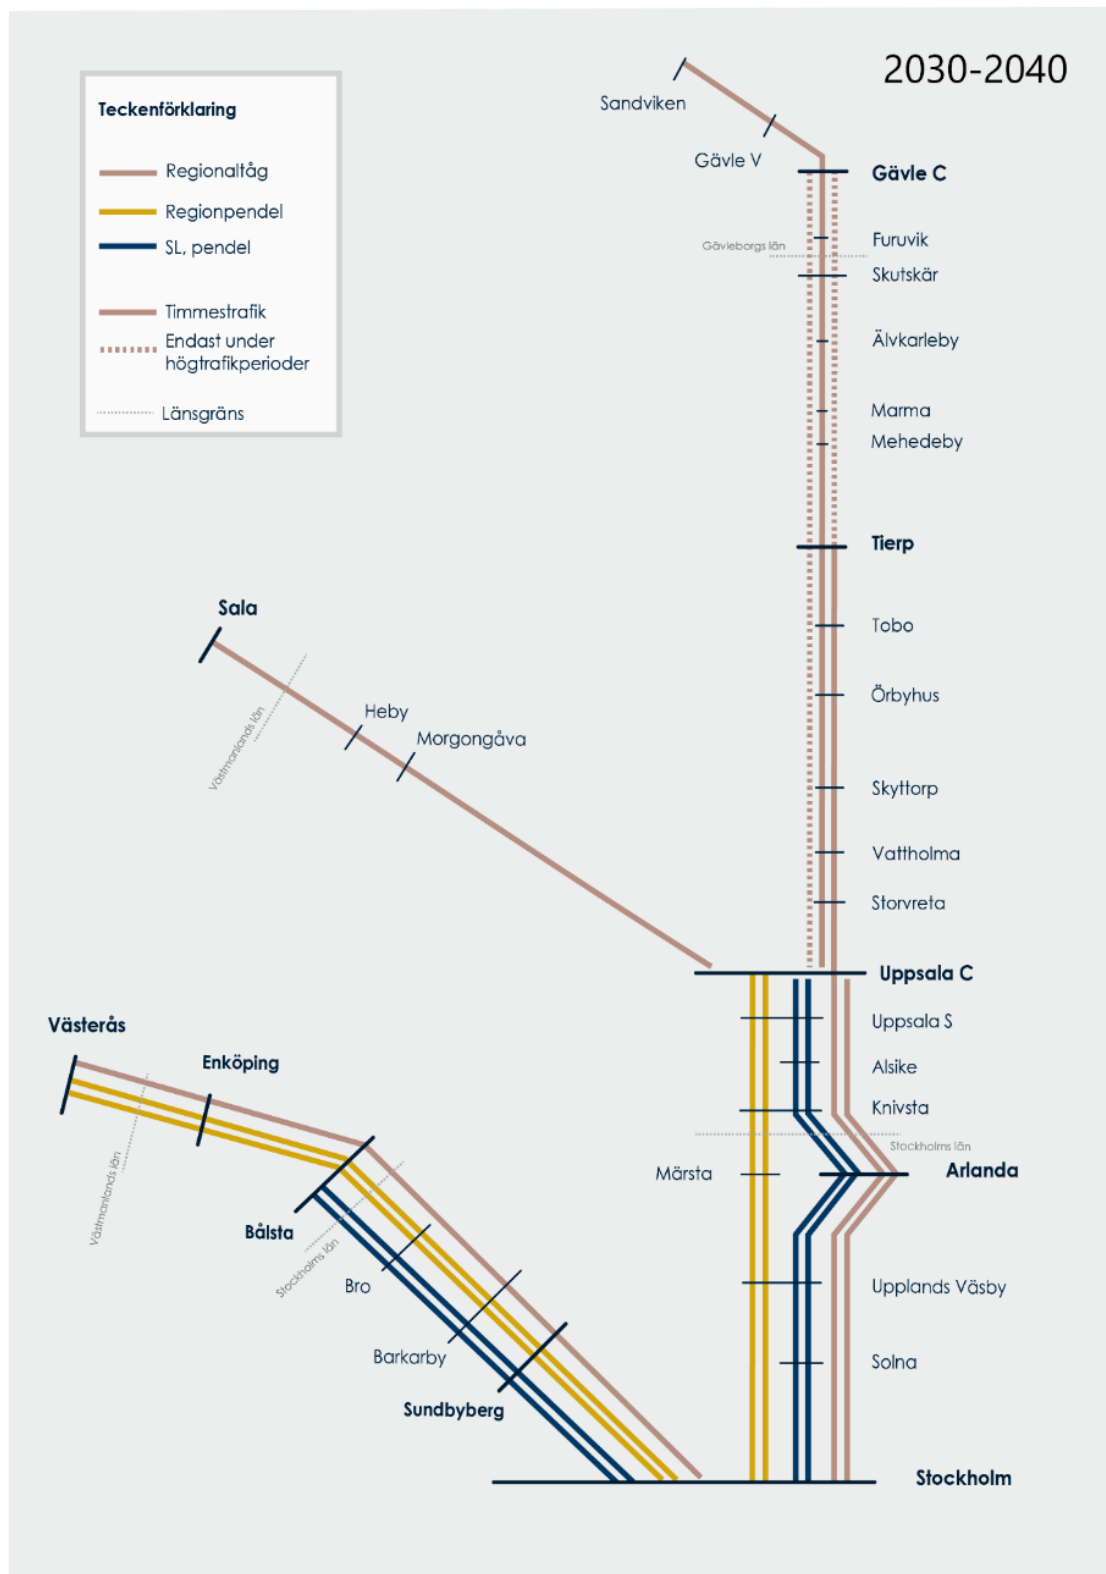 2030-2040
Teckenförklaring
Regionaltåg
Regionpendel
SL, pendel
Timmestrafik
Endast under
högtrafikperioder
Länsgräns
Sandviken
Gävle V
Gävle C
Furuvik
Gävleborgs län
Skutskär
Älvkarleby
Marma
Mehedeby
Tierp
Tobo
Örbyhus
Skyttorp
Vattholma
Storvreta
Sala
Västmanlands län
Heby
Morgongåva
Uppsala C
Uppsala S
Alsike
Knivsta
Stockholms län
Märsta
Arlanda
Upplands Väsby
Solna
Västerås
Enköping
Västmanlands län
Bålsta
Stockholms län
Bro
Barkarby
Sundbyberg
Stockholm